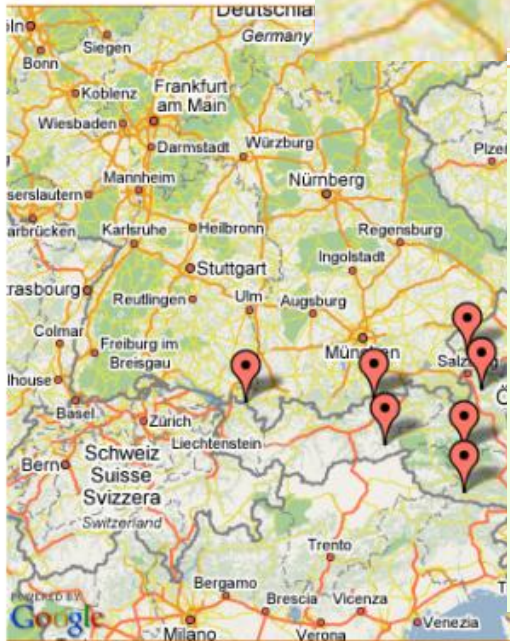 Deutschla
Germany
Siegen
Bonn
Koblenz
Frankfurt
am Main
Wiesbaden
Darmstadt
Würzburg
Plze
Mannheim
Nürnberg
serslautern
arbrücken
Karlsruhe
Heilbronn
Regensburg
Ingolstadt
Stuttgart
rasbourg
Reutlingen
Ulm
Augsburg
Colmar
Freiburg im
Breisgau
München
Salz
lhouse
Basel
Zürich
Liechtenstein
Bern
Schweiz
Suisse
Svizzera
Switzerland
Trento
Bergamo
Brescia
Vicenza
POWERED BY
Google
Milano
Verona
Venezia